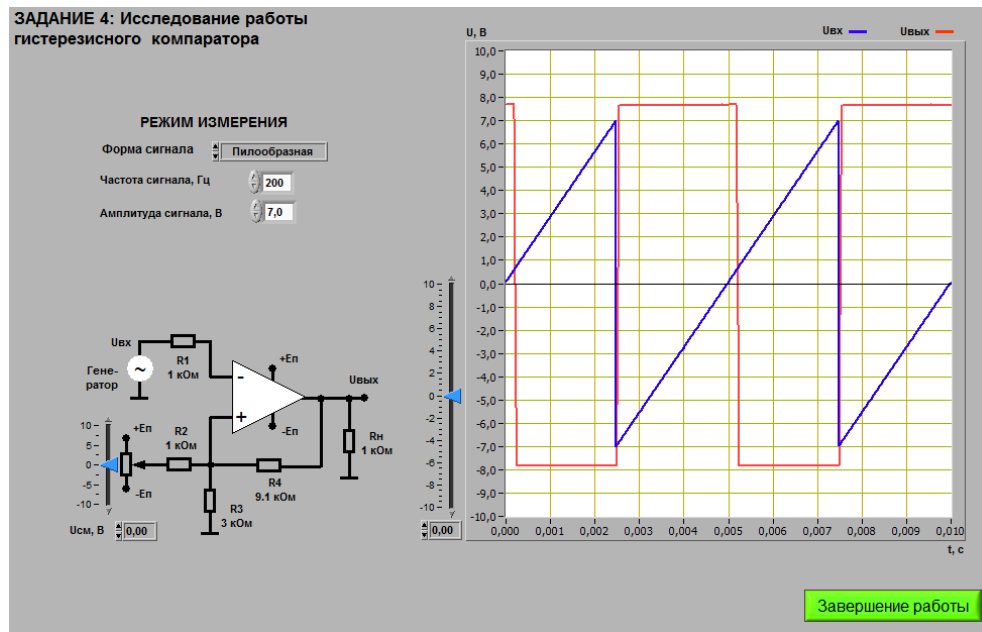 ЗАДАНИЕ 4: Исследование работы
гистерезисного компаратора
РЕЖИМ ИЗМЕРЕНИЯ
Форма сигнала Пилообразная
Частота сигнала, Гц 200
Амплитуда сигнала, В 7,0
Uвх
Гене-
ратор
~
R1
1 кОм
-
+
+Еп
-Еп
Uвых
Rн
1 кОм
10
5
0
-5
-10
+Еп
-Еп
R2
1 кОм
R3
3 кОм
R4
9.1 кОм
Uсм, В 0,00
10
8
6
4
2
0
-2
-4
-6
-8
-10
0,00
U, В
Uвх
Uвых
10,0
9,0
8,0
7,0
6,0
5,0
4,0
3,0
2,0
1,0
0,0
-1,0
-2,0
-3,0
-4,0
-5,0
-6,0
-7,0
-8,0
-9,0
-10,0
0,000 0,001 0,002 0,003 0,004 0,005 0,006 0,007 0,008 0,009 0,010
t, с
Завершение работы